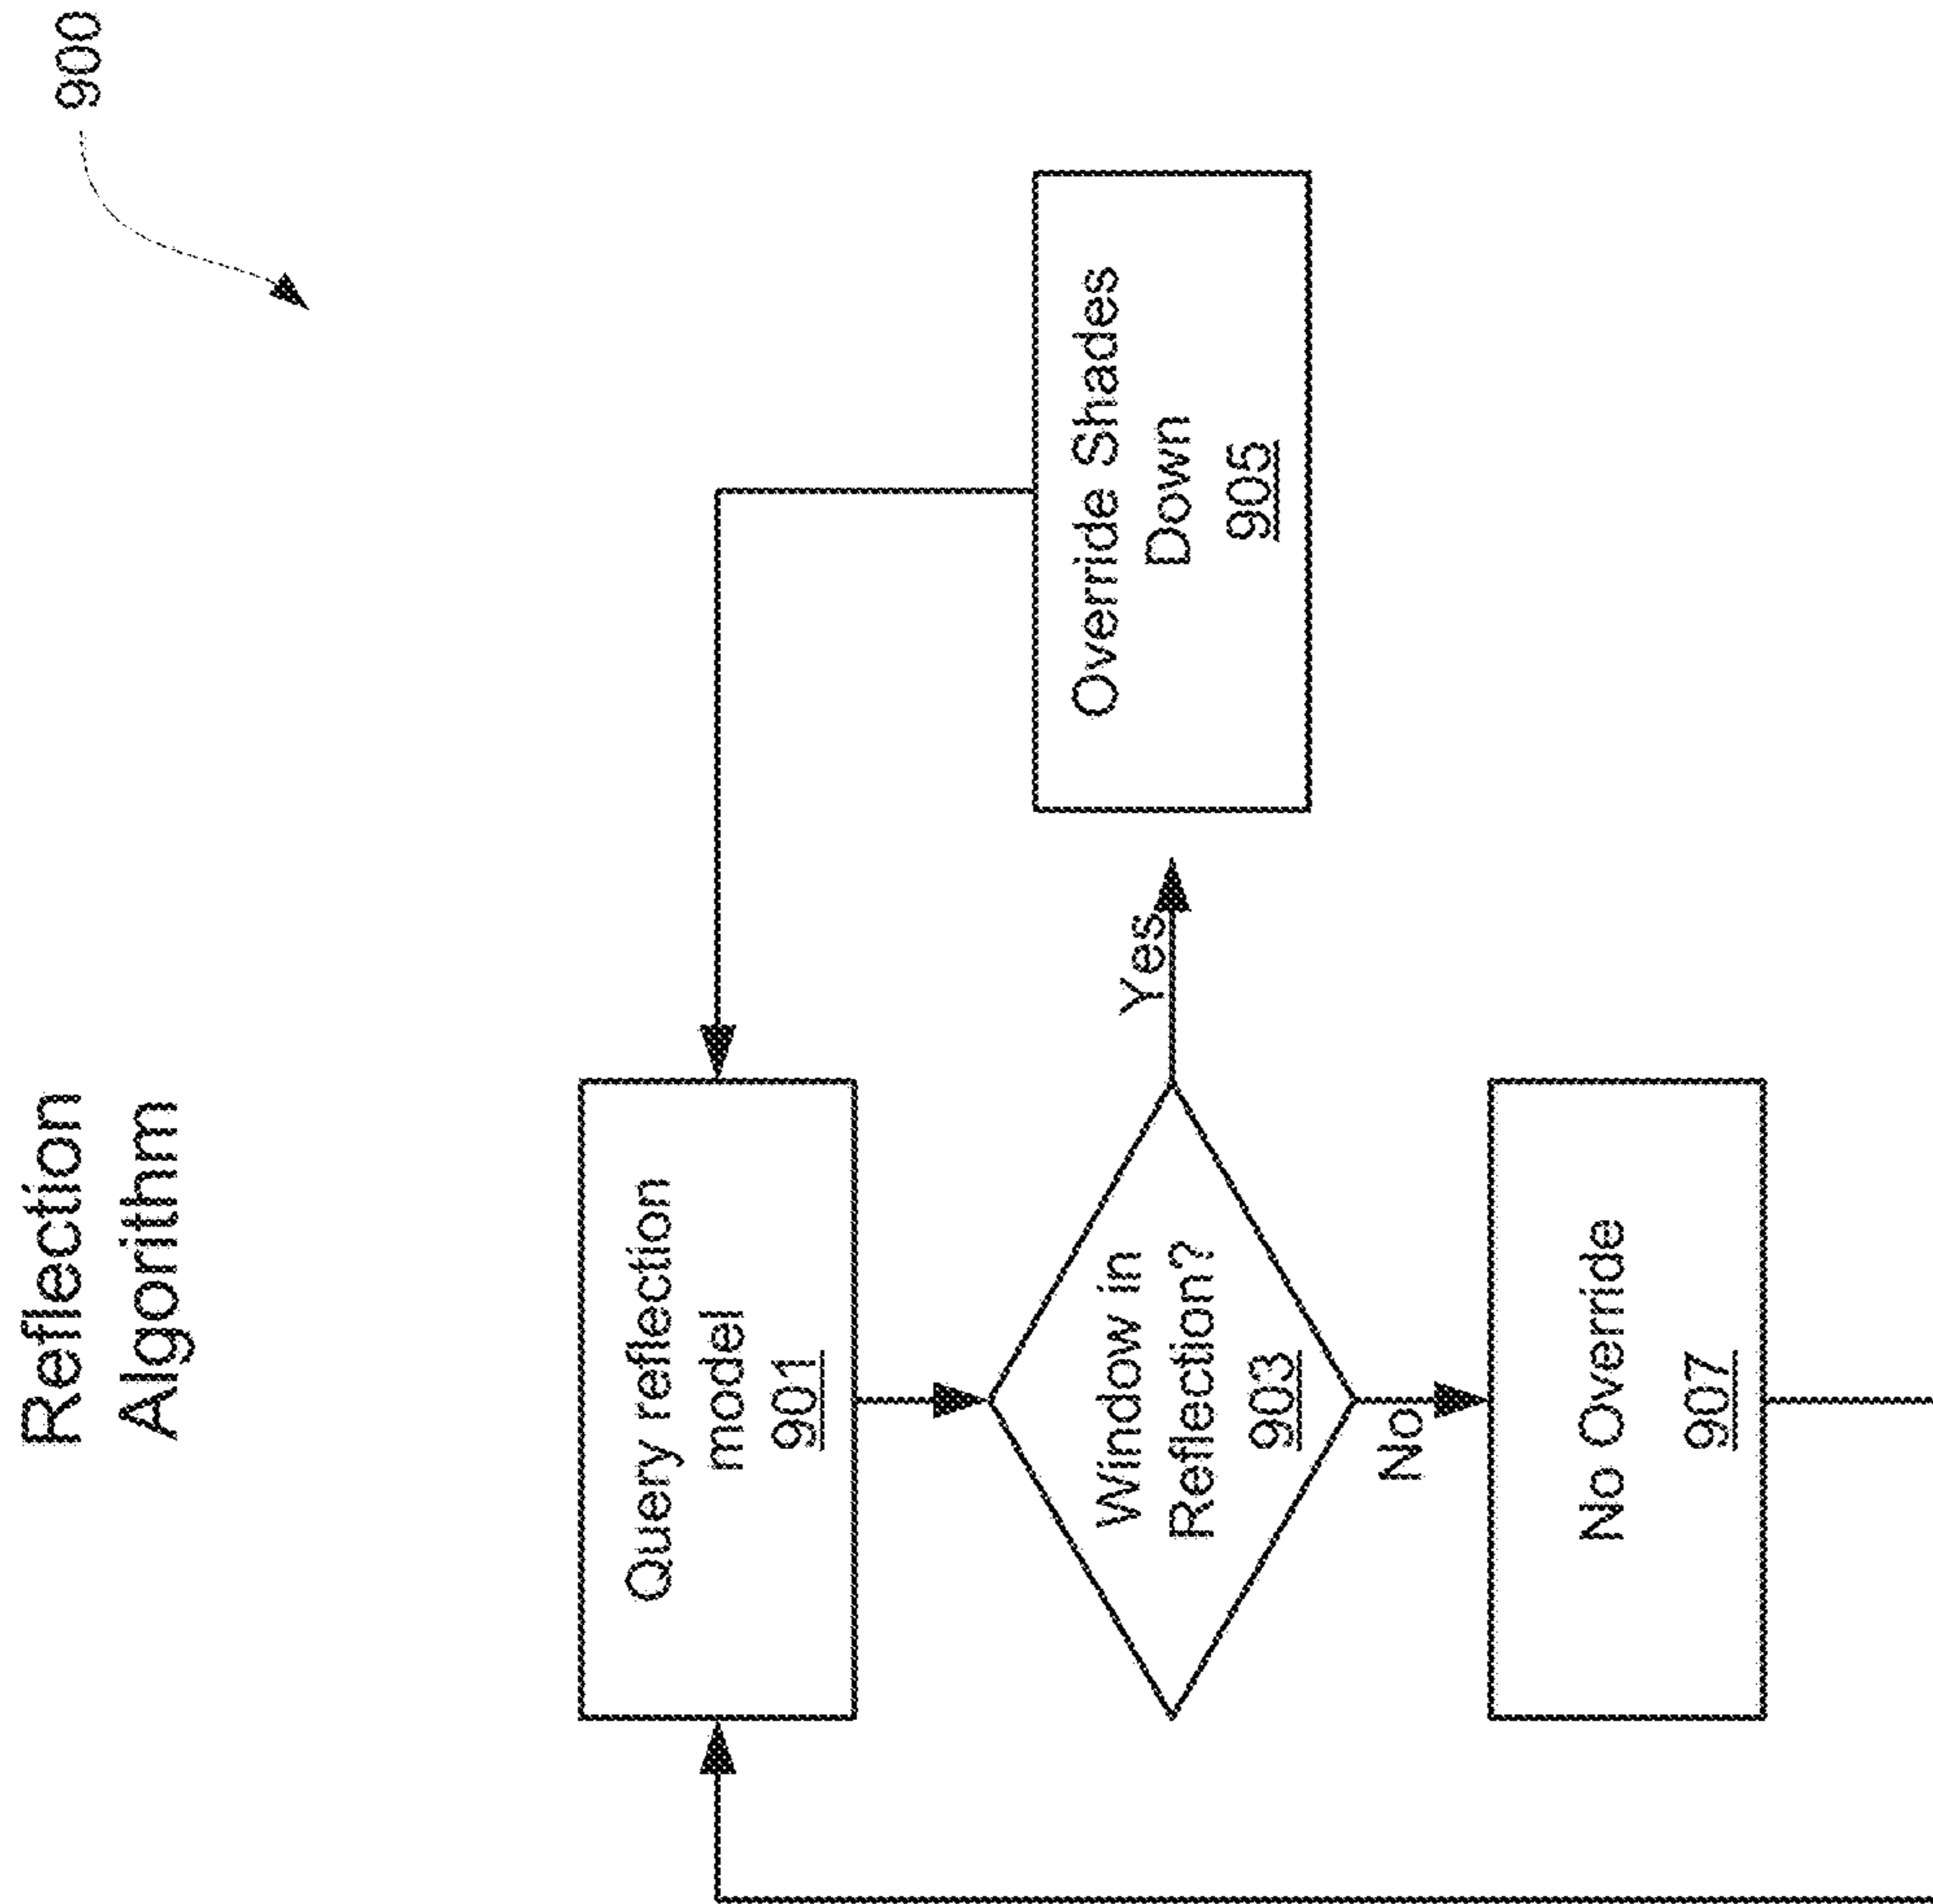 Reflection
Algorithm
900
Query reflection
model
901
Window in
Reflection?
903
Yes
Override Shades
Down
905
No
No Override
907